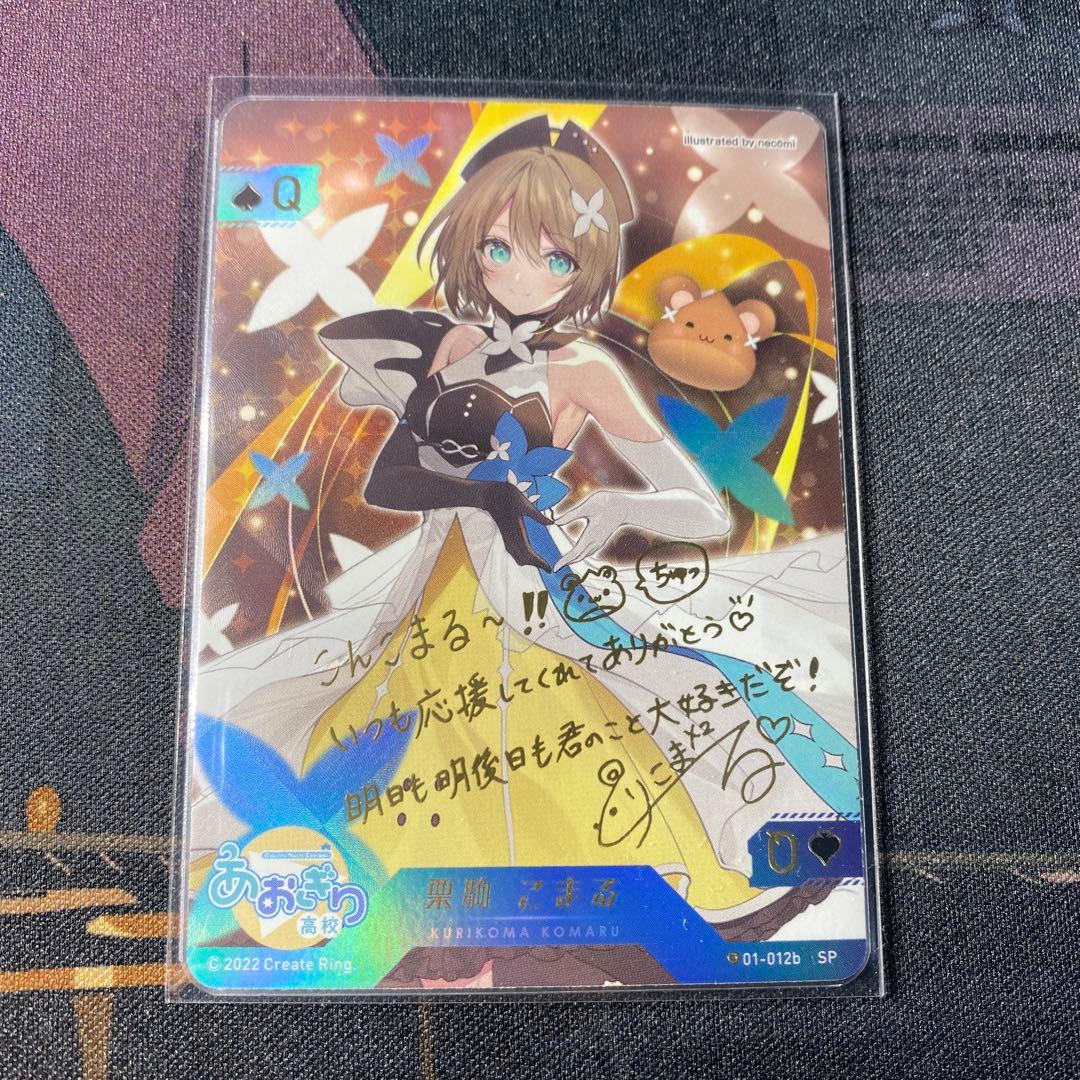 Illustrated by necömi
♠Q
ちゅっ
こんこまる〜!!
いつも応援してくれてありがとう♡
明日も明後日も君のこと大好きだぞ!
こまる
Q♠
あおぎり
高校
栗駒 こまる
KURIKOMA KOMARU
© 2022 Create Ring.
01-012b SP